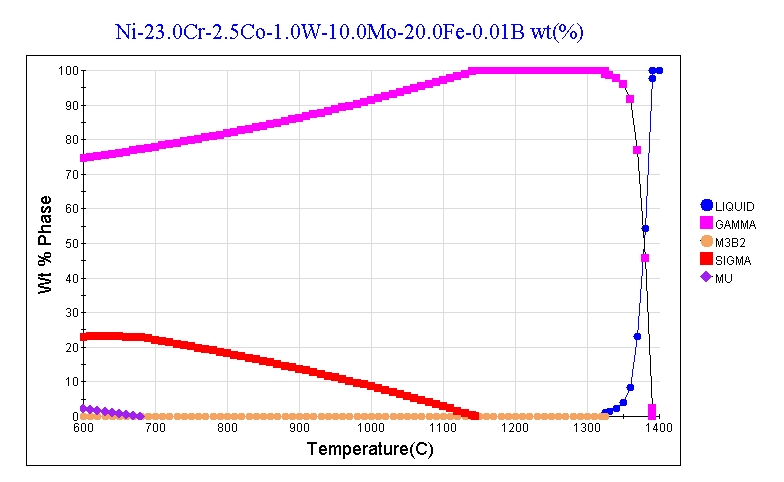 Ni-23.0Cr-2.5Co-1.0W-10.0Mo-20.0Fe-0.01B wt(%)
100
90
80
70
60
50
40
30
20
10
0
Wt % Phase
600 700 800 900 1000 1100 1200 1300 1400
Temperature(C)
LIQUID
GAMMA
M3B2
SIGMA
MU